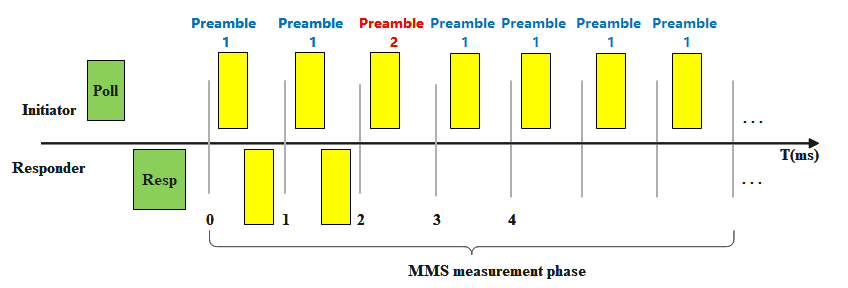 Preamble Preamble Preamble Preamble Preamble Preamble Preamble
1 1 2 1 1 1 1
Poll
Initiator
...
T(ms)
Responder
Resp
...
0 1 2 3 4
MMS measurement phase